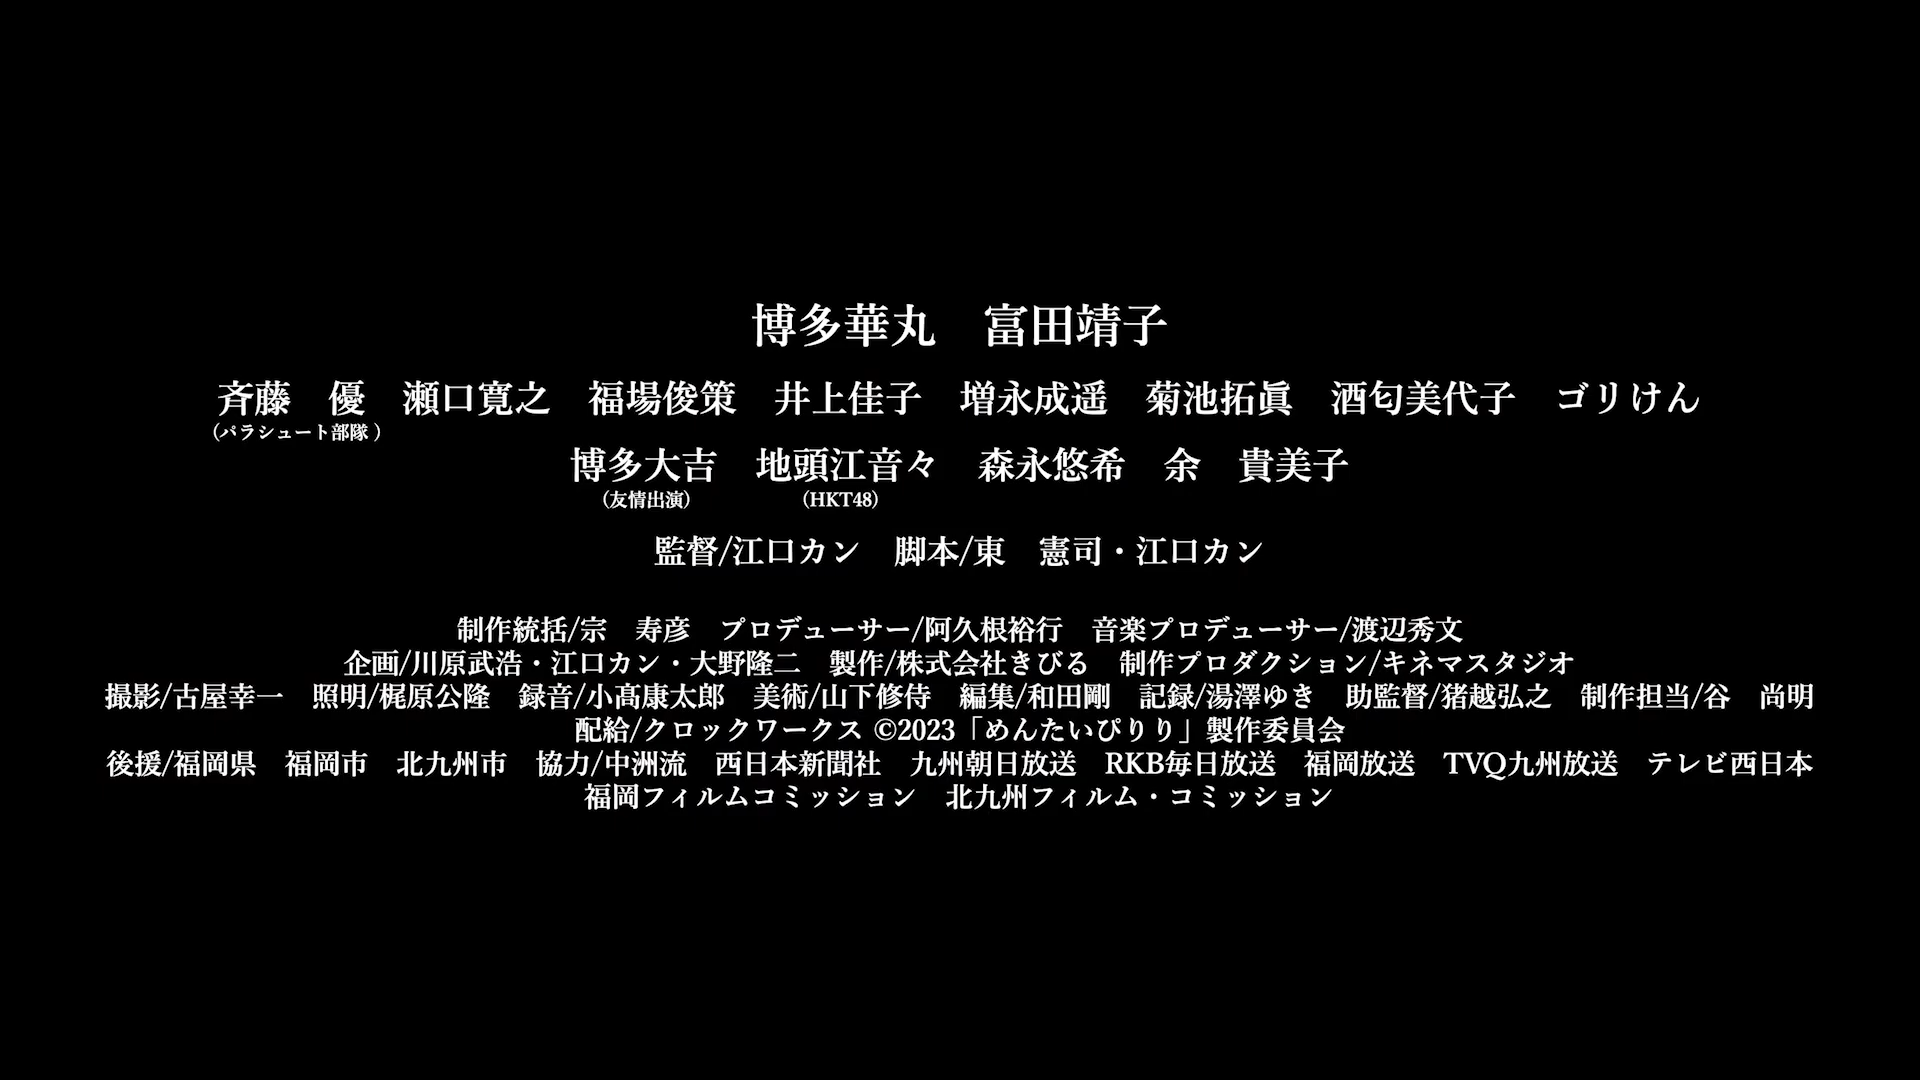 博多華丸　富田靖子
斉藤　優　瀬口寛之　福場俊策　井上佳子　増永成遥　菊池拓眞　酒匂美代子　ゴリけん
(パラシュート部隊 )
博多大吉　地頭江音々　森永悠希　余　貴美子
(友情出演)　(HKT48)
監督/江口カン　脚本/東　憲司・江口カン
制作統括/宗　寿彦　プロデューサー/阿久根裕行　音楽プロデューサー/渡辺秀文
企画/川原武浩・江口カン・大野隆二　製作/株式会社きびる　制作プロダクション/キネマスタジオ
撮影/古屋幸一　照明/梶原公隆　録音/小髙康太郎　美術/山下修侍　編集/和田剛　記録/湯澤ゆき　助監督/猪越弘之　制作担当/谷　尚明
配給/クロックワークス ©2023「めんたいぴりり」製作委員会
後援/福岡県　福岡市　北九州市　協力/中洲流　西日本新聞社　九州朝日放送　RKB毎日放送　福岡放送　TVQ九州放送　テレビ西日本
福岡フィルムコミッション　北九州フィルム・コミッション